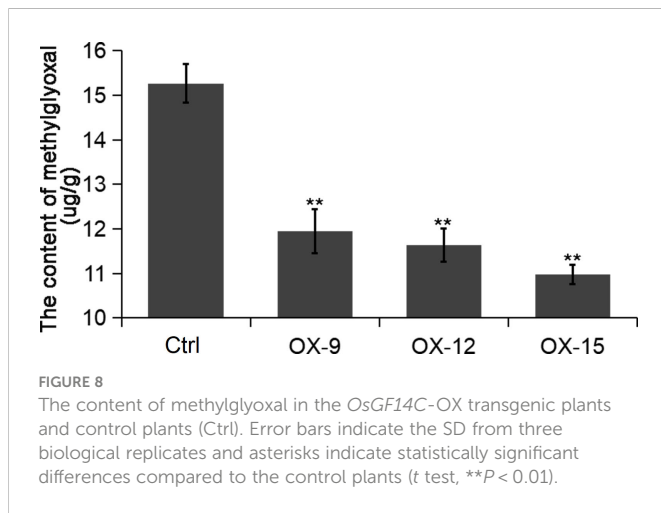 The content of methylglyoxal
(ug/g)
16
15
14
13
12
11
10
**
**
**
Ctrl
OX-9
OX-12
OX-15
FIGURE 8
The content of methylglyoxal in the OsGF14C-OX transgenic plants
and control plants (Ctrl). Error bars indicate the SD from three
biological replicates and asterisks indicate statistically significant
differences compared to the control plants (t test, **P < 0.01).